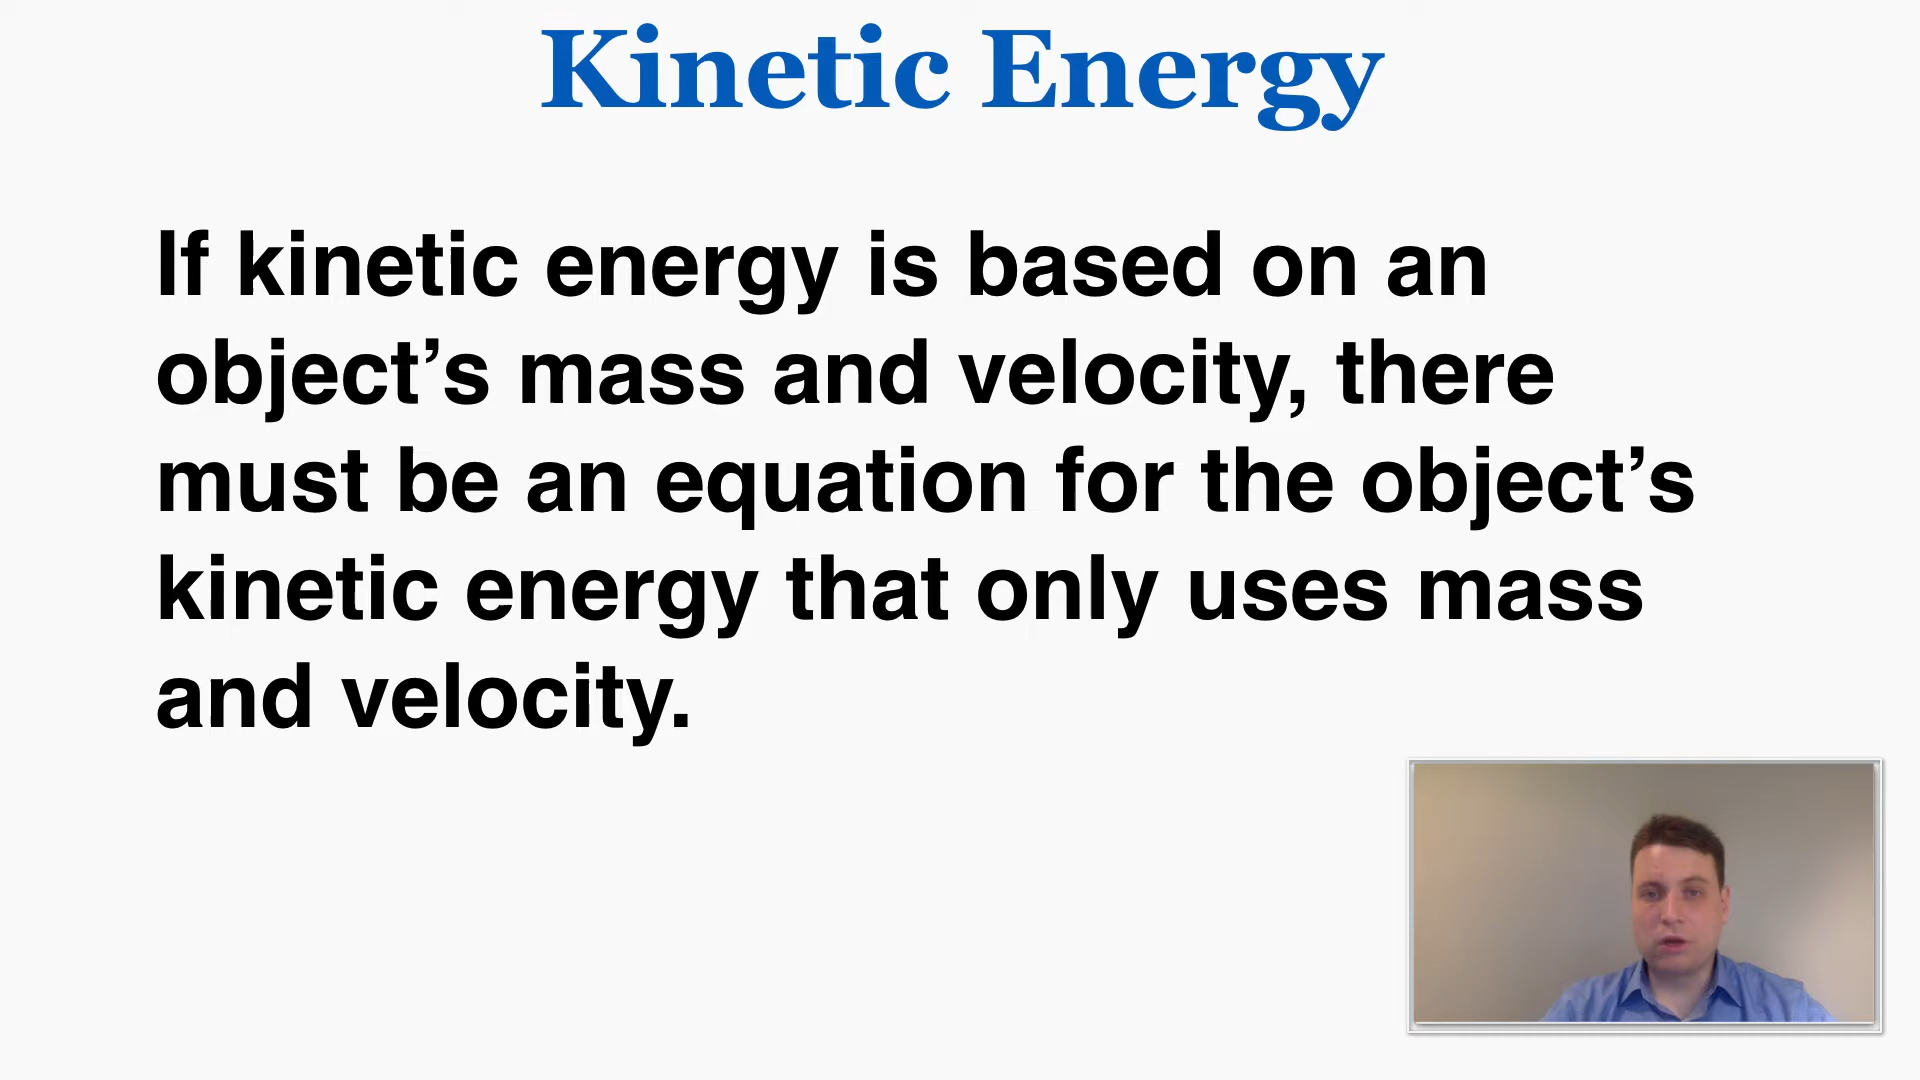 Kinetic Energy
If kinetic energy is based on an
object’s mass and velocity, there
must be an equation for the object’s
kinetic energy that only uses mass
and velocity.